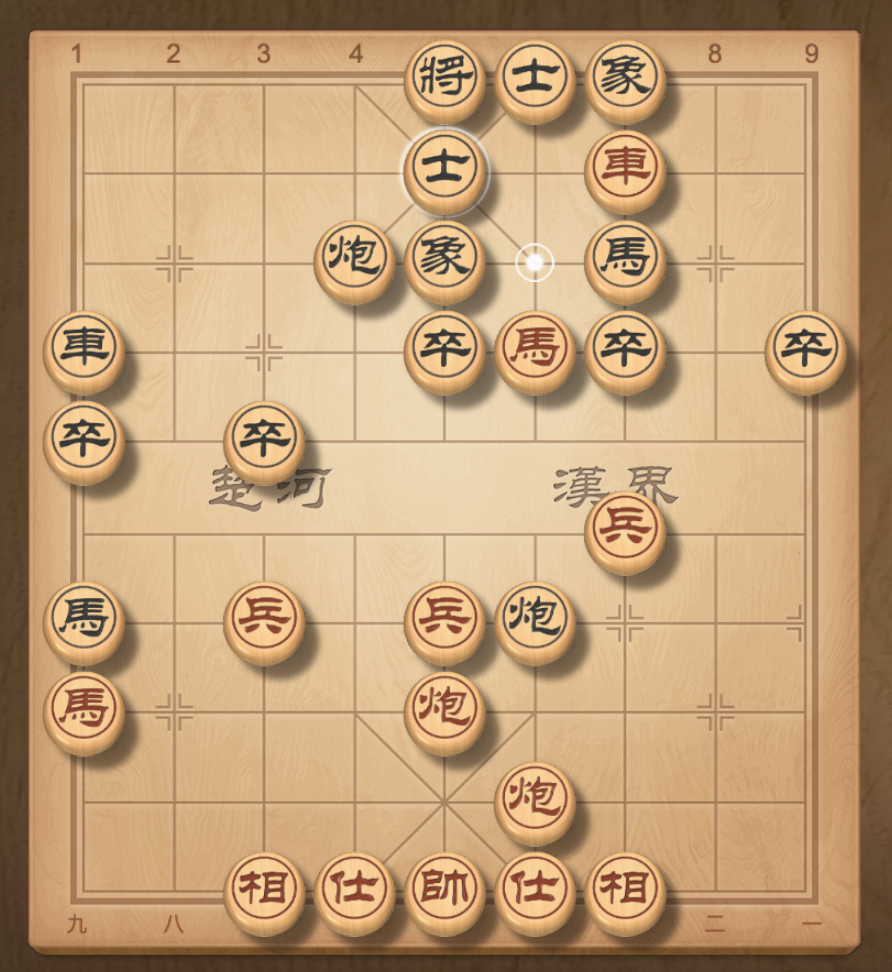 1 2 3 4 8 9
將 士 象
士 車
炮 象 馬
車 卒 馬 卒 卒
卒 卒
楚河 漢界
兵
馬 兵 兵 炮
馬 炮
炮
相 仕 帥 仕 相
九 八 二 一